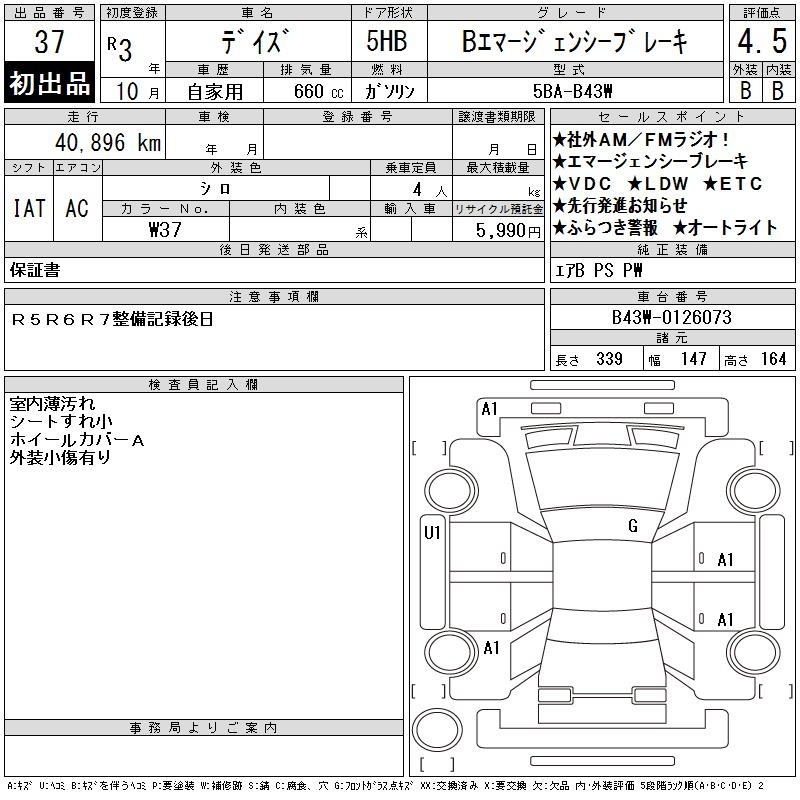 出品番号 初度登録 車名 ドア形状 グレード 評価点
37 R3年 ﾃﾞｲｽﾞ 5HB Bｴﾏｰｼﾞｪﾝｼｰﾌﾞﾚｰｷ 4.5
初出品 車歴 排気量 燃料 型式 外装 内装
10月 自家用 660 CC ｶﾞｿﾘﾝ 5BA-B43W B B
走行 車検 登録番号 譲渡書類期限 セールスポイント
40,896 km 年 月 月 日
★社外AM／FMラジオ！
★エマージェンシーブレーキ
★VDC ★LDW ★ETC
★先行発進お知らせ
★ふらつき警報 ★オートライト
シフト エアコン 外装色 乗車定員 最大積載量
IAT AC シロ 4 人 kg
カラーNo. 内装色 輸入車 リサイクル預託金
W37 系 5,990円
後日発送部品 純正装備
保証書 ｴｱB PS PW
注意事項欄 車台番号
R5R6R7整備記録後日 B43W-0126073
諸元
長さ 339 幅 147 高さ 164
検査員記入欄
室内薄汚れ
シートすれ小
ホイールカバーA
外装小傷有り
A1
G
U1
A1
A1
A1
事務局よりご案内
A:ｷｽﾞ U:ﾍｺﾐ B:ｷｽﾞを伴うﾍｺﾐ P:要塗装 W:補修跡 S:錆 C:腐食、穴 G:ﾌﾛﾝﾄｶﾞﾗｽ点ｷｽﾞ XX:交換済み X:要交換 欠:欠品 内・外装評価 5段階ﾗﾝｸ順(A・B・C・D・E) 2